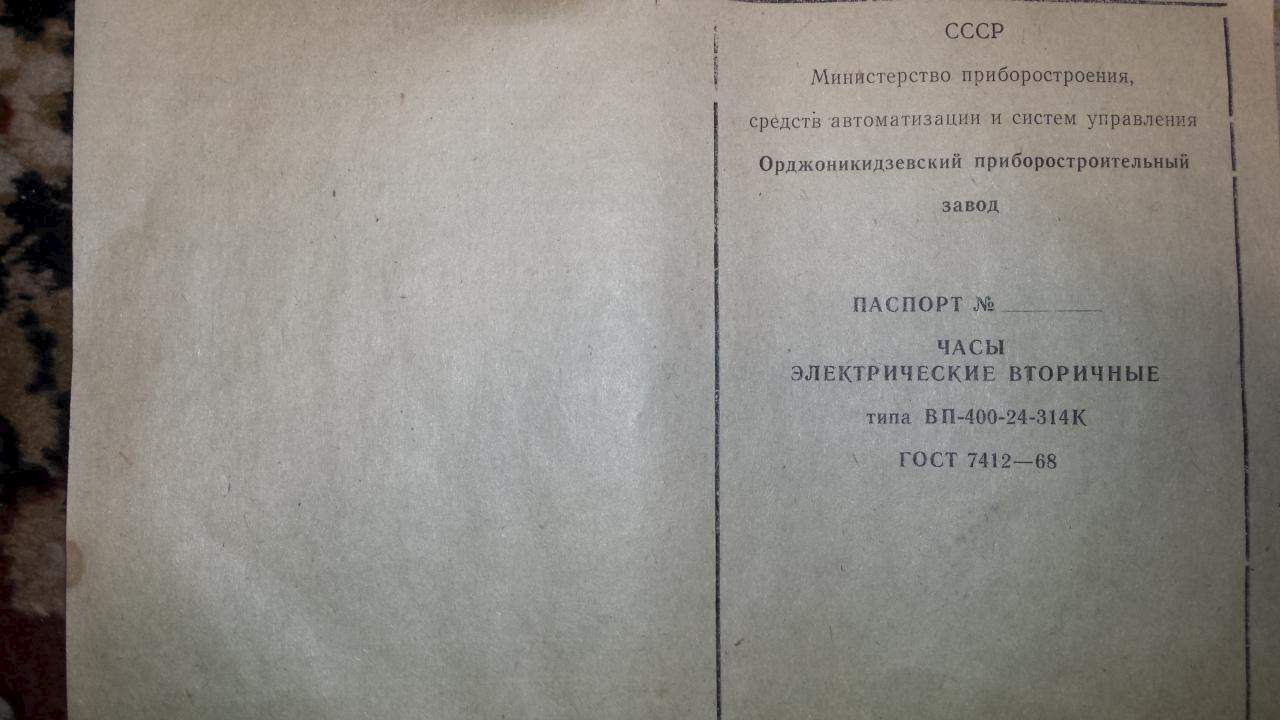 СССР
Министерство приборостроения,
средств автоматизации и систем управления
Орджоникидзевский приборостроительный
завод
ПАСПОРТ №
ЧАСЫ
ЭЛЕКТРИЧЕСКИЕ ВТОРИЧНЫЕ
типа ВП-400-24-314К
ГОСТ 7412—68